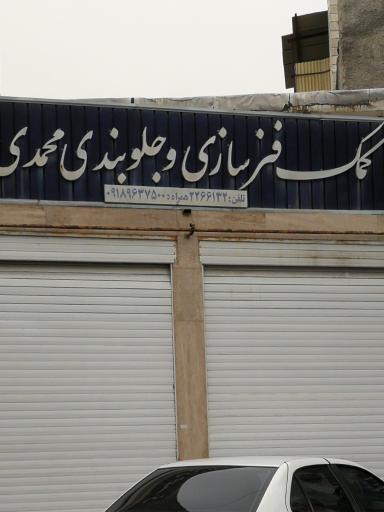 کمک فنرسازی و جلوبندی محمدی
تلفن: ۲۲۶۶۱۳۲ همراه: ۰۹۱۸۹۶۳۷۵۰۰